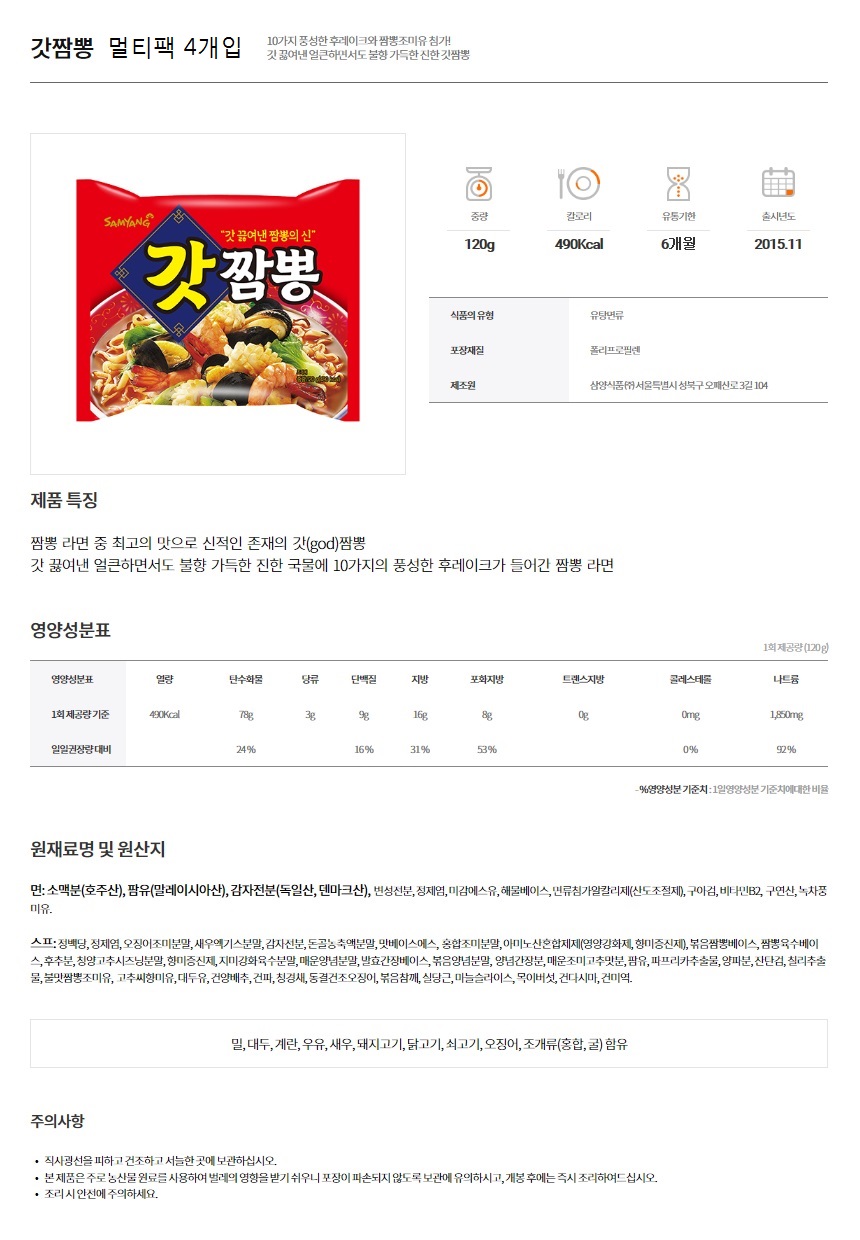 갓짬뽕 멀티팩 4개입
10가지 풍성한 후레이크와 짬뽕조미유 첨가!
갓 끓여낸 얼큰하면서도 불향 가득한 진한 갓짬뽕
SAMYANG
"갓 끓여낸 짬뽕의 신"
갓짬뽕
중량 칼로리 유통기한 출시년도
120g 490Kcal 6개월 2015.11
식품의 유형 유탕면류
포장재질 폴리프로필렌
제조원 삼양식품㈜ 서울특별시 성북구 오패산로 3길 104
제품 특징
짬뽕 라면 중 최고의 맛으로 신적인 존재의 갓(god)짬뽕
갓 끓여낸 얼큰하면서도 불향 가득한 진한 국물에 10가지의 풍성한 후레이크가 들어간 짬뽕 라면
영양성분표
1회 제공량 (120 g)
영양성분표 열량 탄수화물 당류 단백질 지방 포화지방 트랜스지방 콜레스테롤 나트륨
1회 제공량 기준 490Kcal 78g 3g 9g 16g 8g 0g 0mg 1,850mg
일일권장량 대비 24 % 16 % 31 % 53 % 0 % 92 %
- %영양성분 기준치 : 1일영양성분 기준치에대한 비율
원재료명 및 원산지
면: 소맥분(호주산), 팜유(말레이시아산), 감자전분(독일산, 덴마크산), 변성전분, 정제염, 미감에스유, 해물베이스, 면류첨가알칼리제(산도조절제), 구아검, 비타민B2, 구연산, 녹차풍
미유.
스프: 정백당, 정제염, 오징어조미분말, 새우엑기스분말, 감자전분, 돈골농축액분말, 맛베이스에스, 홍합조미분말, 아미노산혼합제제(영양강화제, 향미증진제), 볶음짬뽕베이스, 짬뽕육수베이
스, 후추분, 청양고추시즈닝분말, 향미증진제, 지미강화육수분말, 매운양념분말, 발효간장베이스, 볶음양념분말, 양념간장분, 매운조미고추맛분, 팜유, 파프리카추출물, 양파분, 산탄검, 칠리추출
물, 불맛짬뽕조미유, 고추씨향미유, 대두유, 건양배추, 건파, 청경채, 동결건조오징어, 볶음참깨, 실당근, 마늘슬라이스, 목이버섯, 건다시마, 건미역.
밀, 대두, 계란, 우유, 새우, 돼지고기, 닭고기, 쇠고기, 오징어, 조개류(홍합, 굴) 함유
주의사항
• 직사광선을 피하고 건조하고 서늘한 곳에 보관하십시오.
• 본 제품은 주로 농산물 원료를 사용하여 벌레의 영향을 받기 쉬우니 포장이 파손되지 않도록 보관에 유의하시고, 개봉 후에는 즉시 조리하여드십시오.
• 조리 시 안전에 주의하세요.